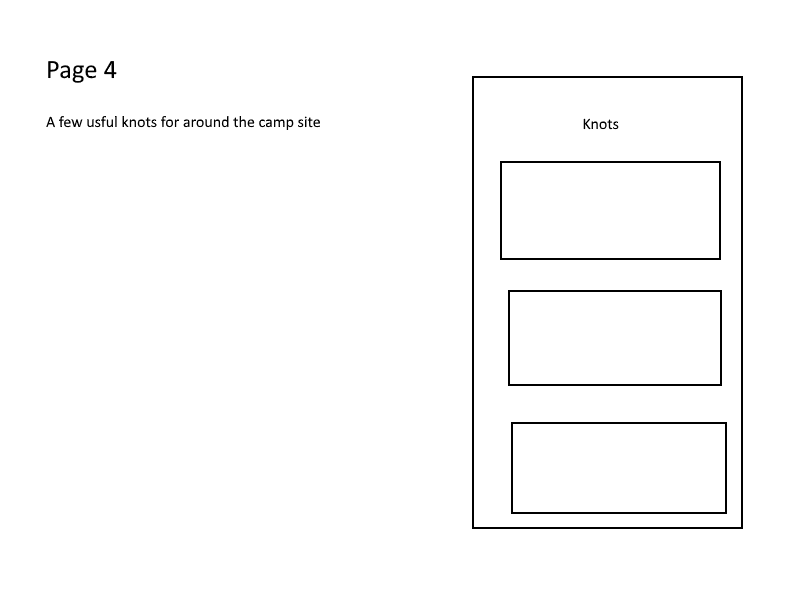 Page 4
A few usful knots for around the camp site
Knots